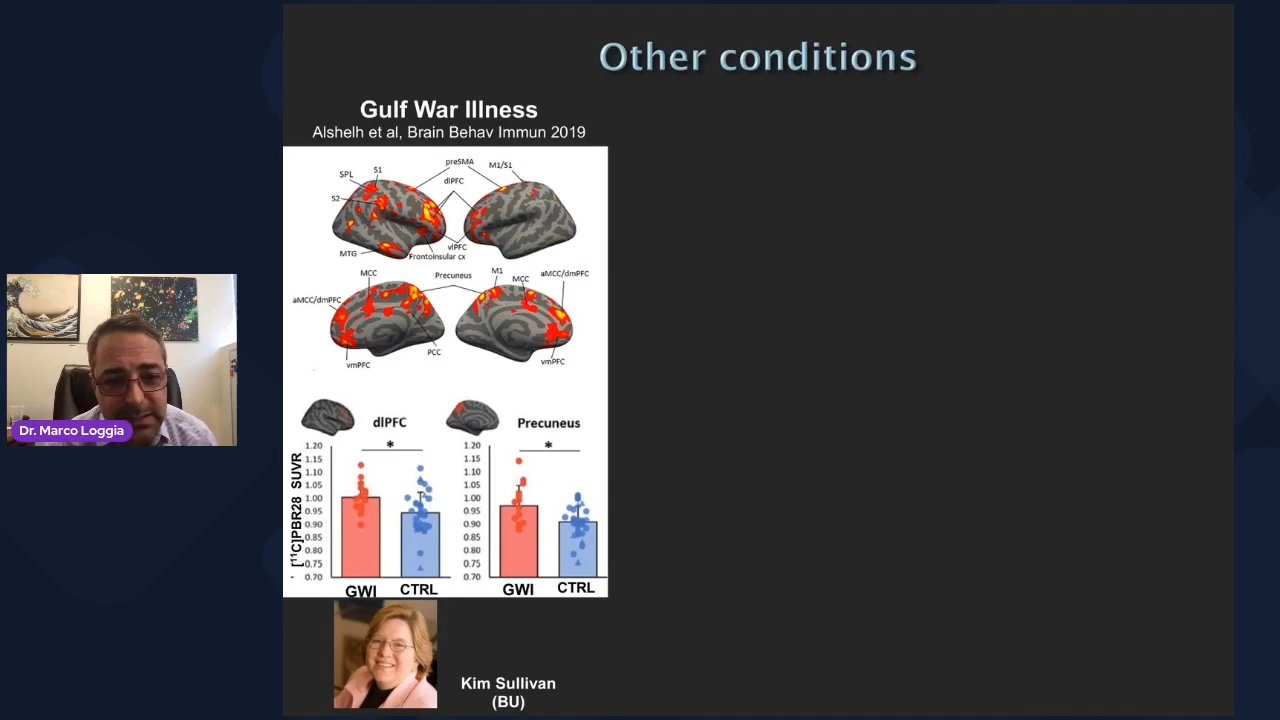 Other conditions
Gulf War Illness
Alshelh et al, Brain Behav Immun 2019
preSMA
M1/S1
S1
SPL
dlPFC
S2
vlPFC
MTG
Frontoinsular cx
MCC
Precuneus
M1
MCC
aMCC/dmPFC
aMCC/dmPFC
PCC
vmPFC
vmPFC
dlPFC
Precuneus
*
*
[¹¹C]PBR28 SUVR
1.20
1.15
1.10
1.05
1.00
0.95
0.90
0.85
0.80
0.75
0.70
1.20
1.15
1.10
1.05
1.00
0.95
0.90
0.85
0.80
0.75
0.70
GWI
CTRL
GWI
CTRL
Dr. Marco Loggia
Kim Sullivan
(BU)